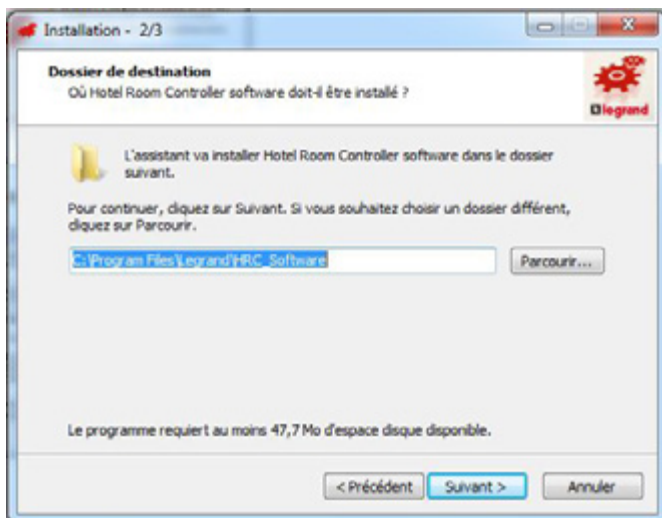 Installation - 2/3
Dossier de destination
Où Hotel Room Controller software doit-il être installé ?
legrand
L'assistant va installer Hotel Room Controller software dans le dossier
suivant.
Pour continuer, cliquez sur Suivant. Si vous souhaitez choisir un dossier différent,
cliquez sur Parcourir.
C:\Program Files\Legrand\HRC_Software
Parcourir...
Le programme requiert au moins 47,7 Mo d'espace disque disponible.
< Précédent
Suivant >
Annuler